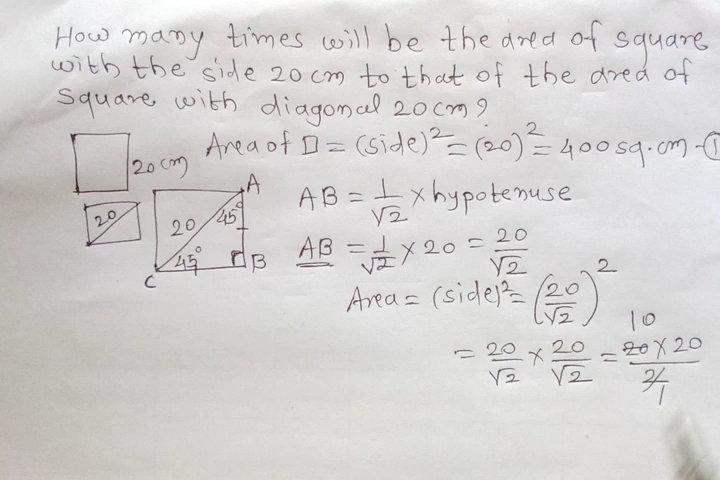 How many times will be the area of square
with the side 20 cm to that of the area of
square with diagonal 20 cm?
20 cm
Area of □ = (side)² = (20)² = 400 sq.cm - ①
20
A
20
45°
45°
B
C
AB = 1/√2 × hypotenuse
AB = 1/√2 × 20 = 20/√2
Area = (side)² = (20/√2)²
10
= 20/√2 × 20/√2 = 20 × 20/2
1